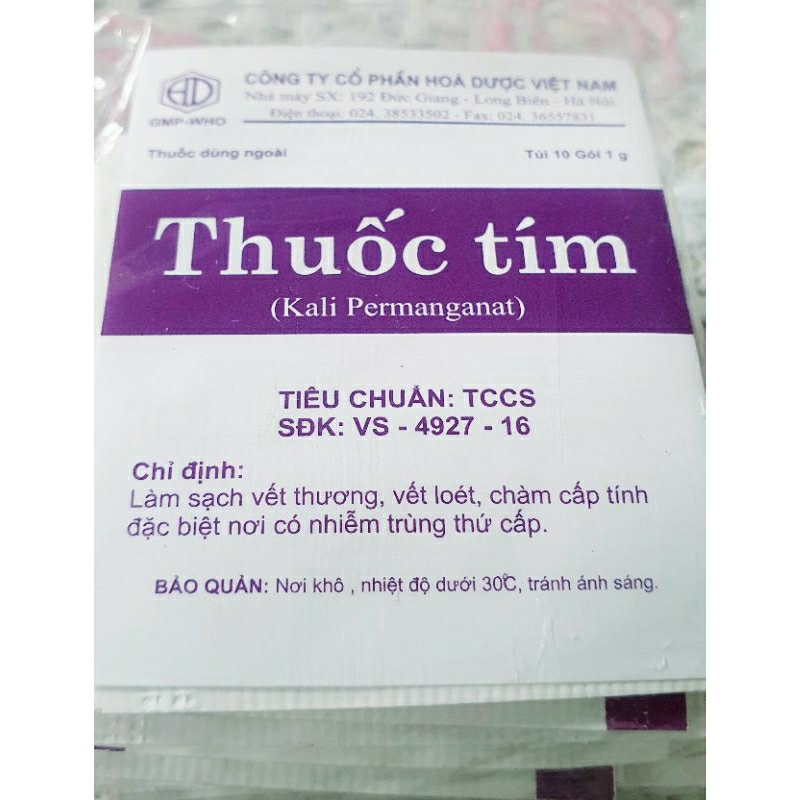 HD
CÔNG TY CỔ PHẦN HOÁ DƯỢC VIỆT NAM
Nhà máy SX: 192 Đức Giang - Long Biên - Hà Nội
Điện thoại: 024. 38533502 - Fax: 024. 36557831
GMP-WHO
Thuốc dùng ngoài
Túi 10 Gói 1 g
Thuốc tím
(Kali Permanganat)
TIÊU CHUẨN: TCCS
SĐK: VS - 4927 - 16
Chỉ định:
Làm sạch vết thương, vết loét, chàm cấp tính
đặc biệt nơi có nhiễm trùng thứ cấp.
BẢO QUẢN: Nơi khô , nhiệt độ dưới 30°C, tránh ánh sáng.